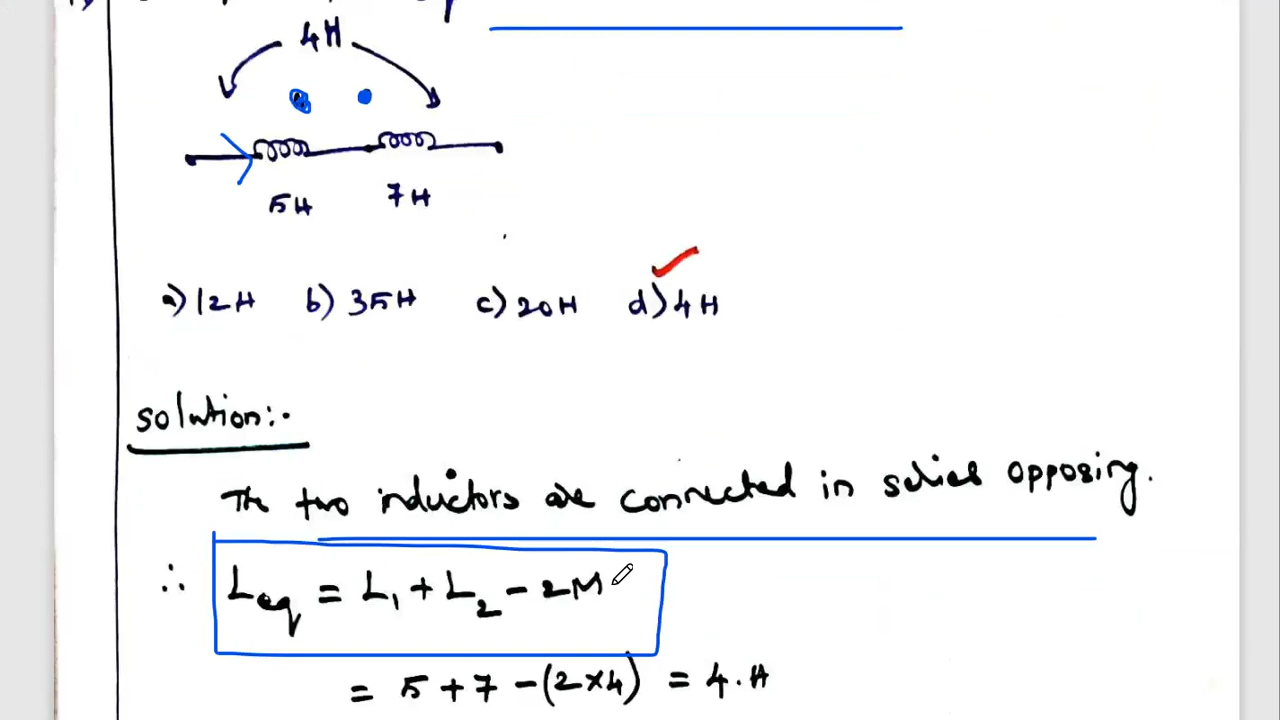 4H
5H 7H
a) 12H b) 35H c) 20H d) 4H
solution:-
The two inductors are connected in series opposing.
∴ Leq = L1 + L2 - 2M
= 5 + 7 - (2×4) = 4.H